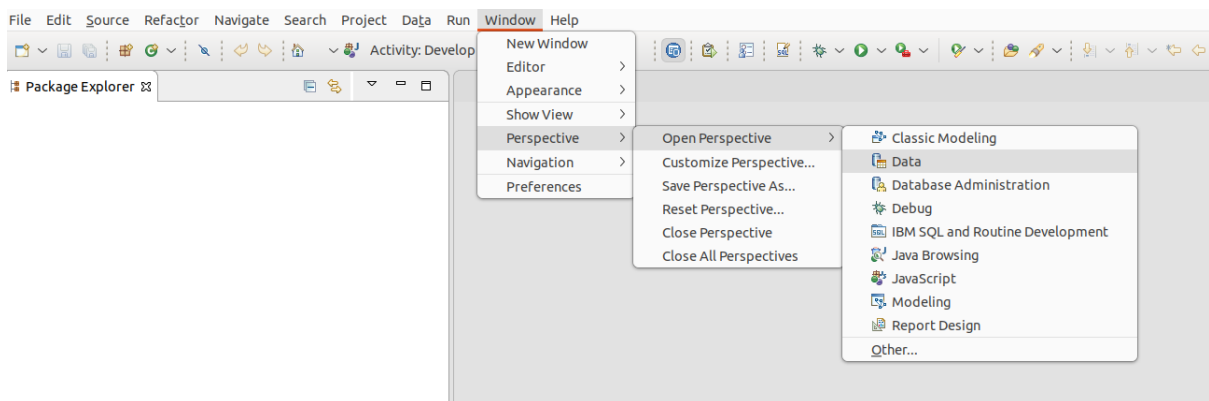 File Edit Source Refactor Navigate Search Project Data Run Window Help
Activity: Develop
Package Explorer
New Window
Editor
Appearance
Show View
Perspective
Navigation
Preferences
Open Perspective
Customize Perspective...
Save Perspective As...
Reset Perspective...
Close Perspective
Close All Perspectives
Classic Modeling
Data
Database Administration
Debug
IBM SQL and Routine Development
Java Browsing
JavaScript
Modeling
Report Design
Other...